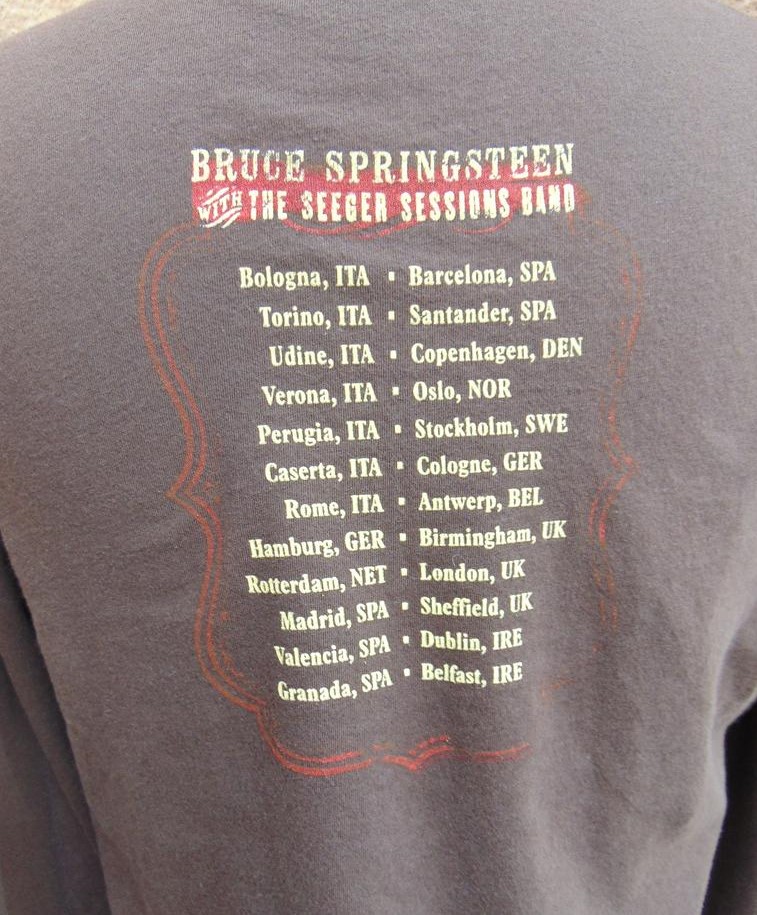 BRUCE SPRINGSTEEN
WITH THE SEEGER SESSIONS BAND
Bologna, ITA ▪ Barcelona, SPA
Torino, ITA ▪ Santander, SPA
Udine, ITA ▪ Copenhagen, DEN
Verona, ITA ▪ Oslo, NOR
Perugia, ITA ▪ Stockholm, SWE
Caserta, ITA ▪ Cologne, GER
Rome, ITA ▪ Antwerp, BEL
Hamburg, GER ▪ Birmingham, UK
Rotterdam, NET ▪ London, UK
Madrid, SPA ▪ Sheffield, UK
Valencia, SPA ▪ Dublin, IRE
Granada, SPA ▪ Belfast, IRE